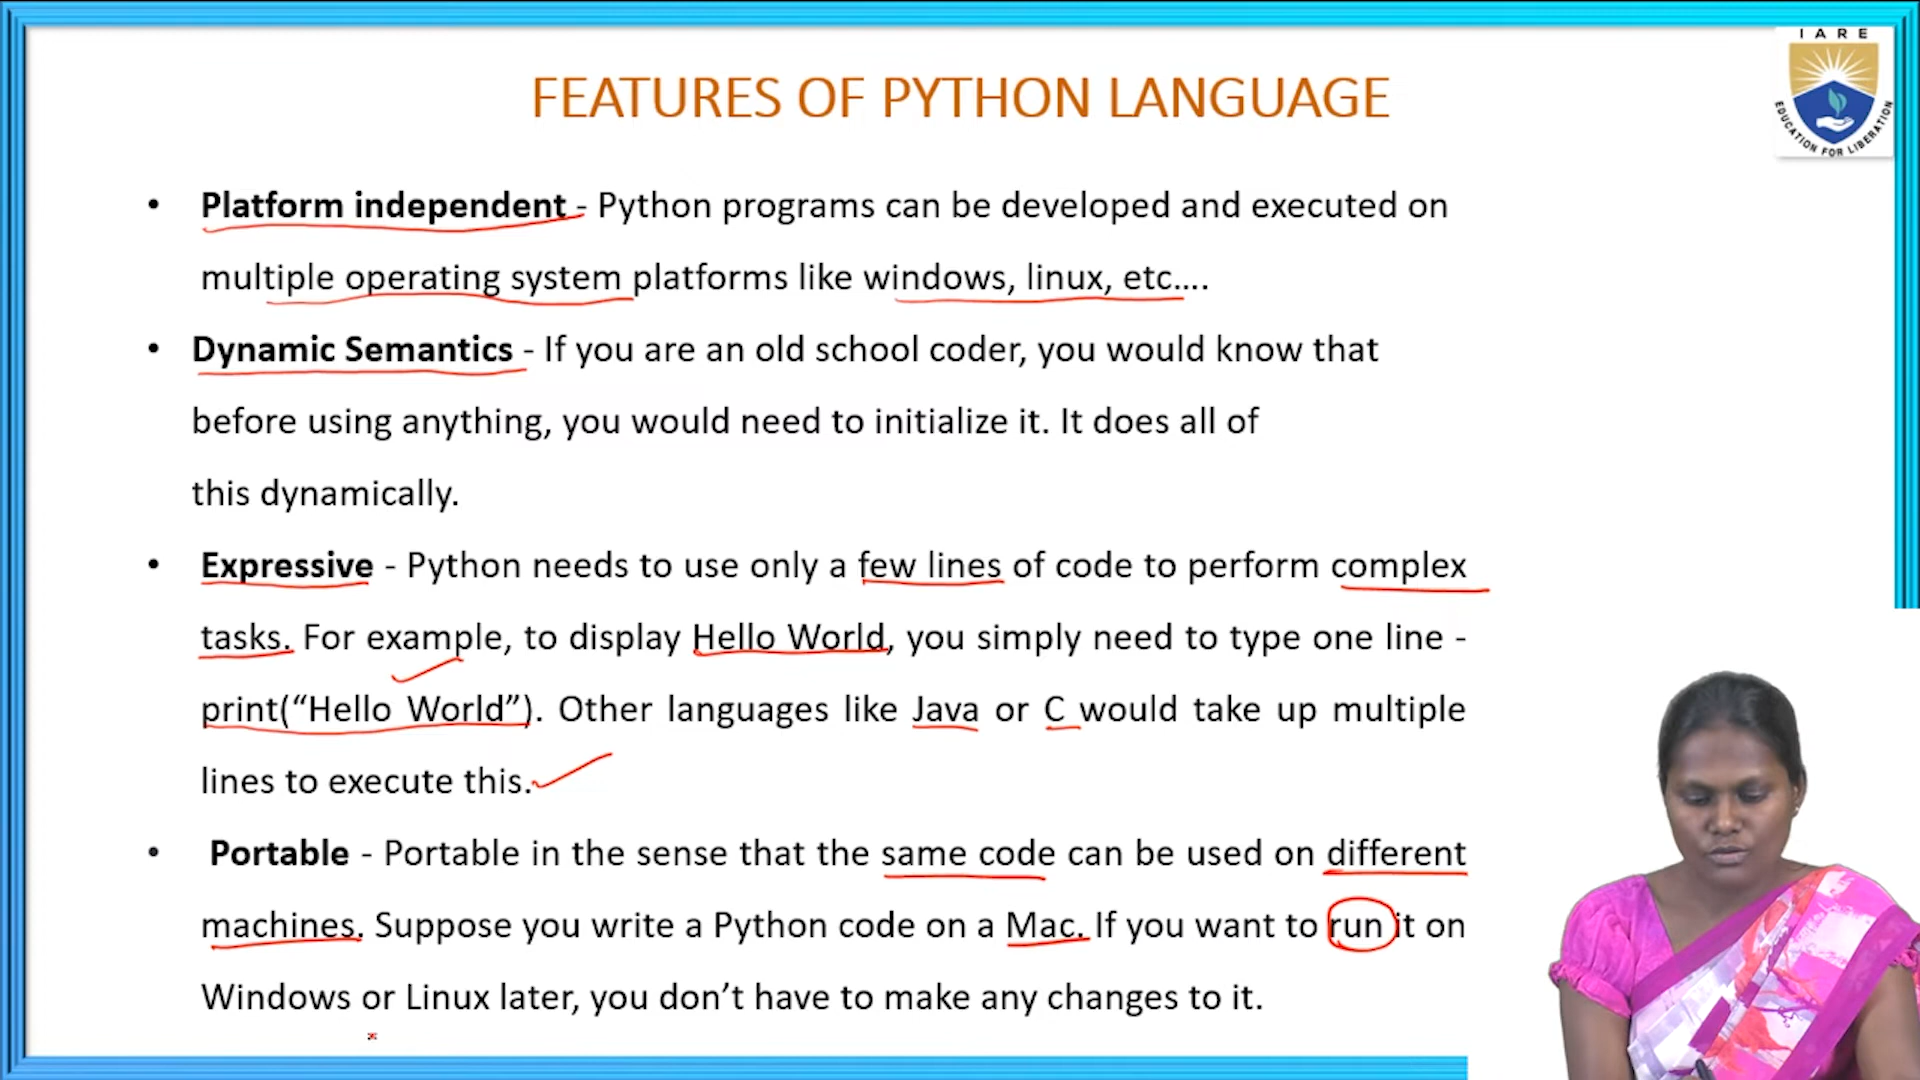 IARE
EDUCATION FOR LIBERATION
FEATURES OF PYTHON LANGUAGE
• Platform independent - Python programs can be developed and executed on
multiple operating system platforms like windows, linux, etc....
• Dynamic Semantics - If you are an old school coder, you would know that
before using anything, you would need to initialize it. It does all of
this dynamically.
• Expressive - Python needs to use only a few lines of code to perform complex
tasks. For example, to display Hello World, you simply need to type one line -
print(“Hello World”). Other languages like Java or C would take up multiple
lines to execute this.
• Portable - Portable in the sense that the same code can be used on different
machines. Suppose you write a Python code on a Mac. If you want to run it on
Windows or Linux later, you don’t have to make any changes to it.